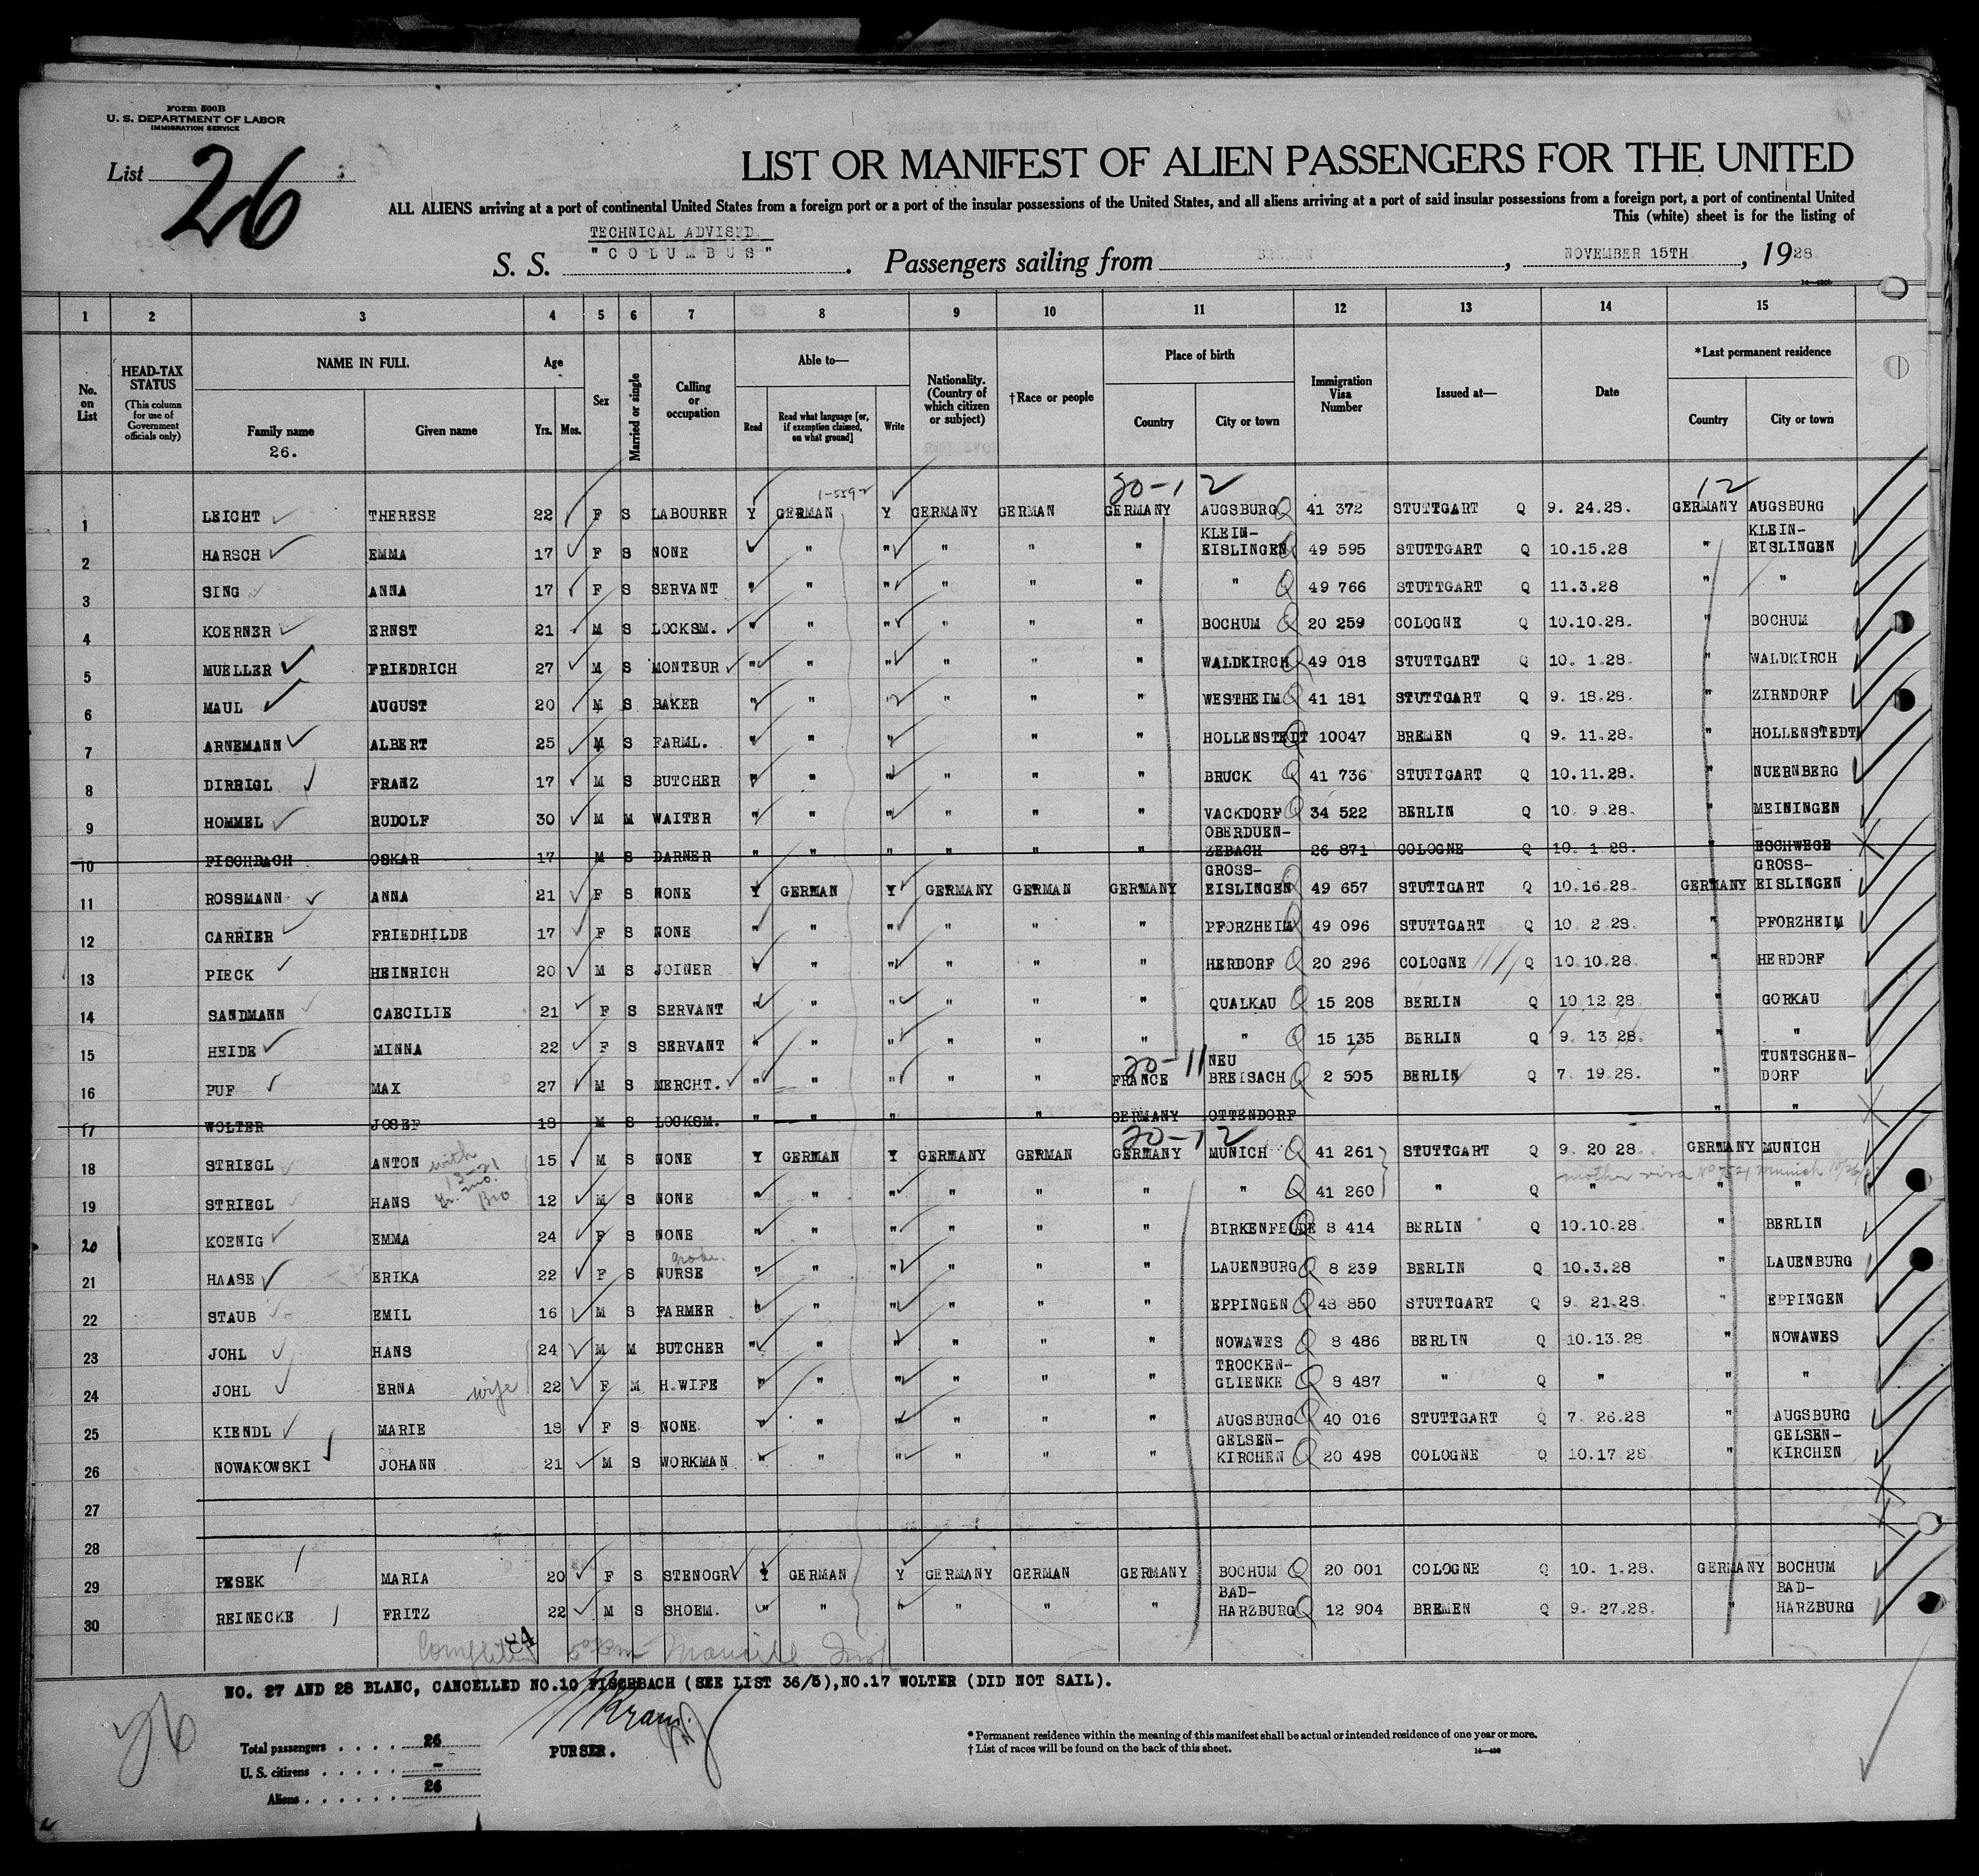 Form 500B
U. S. DEPARTMENT OF LABOR
IMMIGRATION SERVICE
List 26
LIST OR MANIFEST OF ALIEN PASSENGERS FOR THE UNITED
ALL ALIENS arriving at a port of continental United States from a foreign port or a port of the insular possessions of the United States, and all aliens arriving at a port of said insular possessions from a foreign port, a port of continental United
This (white) sheet is for the listing of
TECHNICAL ADVISED.
S. S. "COLUMBUS". Passengers sailing from BREMEN, NOVEMBER 15TH., 1928.
1 2 3 4 5 6 7 8 9 10 11 12 13 14 15
No. on List
HEAD-TAX STATUS (This column for use of Government officials only)
NAME IN FULL
Family name
26.
Given name
Age
Yrs. Mos.
Sex
Married or single
Calling or occupation
Able to—
Read
Read what language [or, if exemption claimed, on what ground]
Write
Nationality. (Country of which citizen or subject)
†Race or people
Place of birth
Country
City or town
Immigration Visa Number
Issued at—
Date
*Last permanent residence
Country
City or town
20-1 2 12
1 LEICHT THERESE 22 F S LABOURER Y GERMAN Y GERMANY GERMAN GERMANY AUGSBURG Q 41 372 STUTTGART Q 9. 24.28. GERMANY AUGSBURG
2 HARSCH EMMA 17 F S NONE " " " " " " KLEIN-EISLINGEN Q 49 595 STUTTGART Q 10.15.28 " KLEIN-EISLINGEN
3 SING ANNA 17 F S SERVANT " " " " " " " Q 49 766 STUTTGART Q 11.3.28 " "
4 KOERNER ERNST 21 M S LOCKSM. " " " " " " BOCHUM Q 20 259 COLOGNE Q 10.10.28. " BOCHUM
5 MUELLER FRIEDRICH 27 M S MONTEUR " " " " " " WALDKIRCH Q 49 018 STUTTGART Q 10. 1.28. " WALDKIRCH
6 MAUL AUGUST 20 M S BAKER " " " " " " WESTHEIM Q 41 181 STUTTGART Q 9. 18.28. " ZIRNDORF
7 ARNEMANN ALBERT 25 M S FARML. " " " " " " HOLLENSTEDT Q 10047 BREMEN Q 9. 11.28. " HOLLENSTEDT
8 DIRRIGL FRANZ 17 M S BUTCHER " " " " " " BRUCK Q 41 736 STUTTGART Q 10.11.28. " NUERNBERG
9 HOMMEL RUDOLF 30 M M WAITER " " " " " " VACKDORF Q 34 522 BERLIN Q 10. 9.28. " MEININGEN
10 FISCHBACH OSKAR 17 M S DARNER " " " " " " OBERDUEN-ZEBACH 26 871 COLOGNE Q 10. 1.28. " ESCHWEGE
11 ROSSMANN ANNA 21 F S NONE Y GERMAN Y GERMANY GERMAN GERMANY GROSS-EISLINGEN Q 49 657 STUTTGART Q 10.16.28. GERMANY GROSS-EISLINGEN
12 CARRIER FRIEDHILDE 17 F S NONE " " " " " " PFORZHEIM Q 49 096 STUTTGART Q 10. 2.28. " PFORZHEIM
13 PIECK HEINRICH 20 M S JOINER " " " " " " HERDORF Q 20 296 COLOGNE Q 10.10.28. " HERDORF
14 SANDMANN CAECILIE 21 F S SERVANT " " " " " " QUALKAU Q 15 208 BERLIN Q 10.12.28. " GORKAU
15 HEIDE MINNA 22 F S SERVANT " " " " " " " Q 15 135 BERLIN Q 9. 13.28. " "
20-11
16 PUF MAX 27 M S MERCHT. " " " " " FRANCE NEU BREISACH Q 2 505 BERLIN Q 7. 19.28. " TUNTSCHEN-DORF
17 WOLTER JOSEF 18 M S LOCKSM. " " " " GERMANY OTTENDORF " "
20-1 2
18 STRIEGL ANTON 15 M S NONE Y GERMAN Y GERMANY GERMAN GERMANY MUNICH Q 41 261 STUTTGART Q 9. 20.28. GERMANY MUNICH
with 13-21 Bro
mother visa Munich
19 STRIEGL HANS 12 M S NONE " " " " " " " Q 41 260 " Q " " "
20 KOENIG EMMA 24 F S NONE " " " " " " BIRKENFELDE Q 8 414 BERLIN Q 10.10.28. " BERLIN
21 HAASE ERIKA 22 F S NURSE " " " " " " LAUENBURG Q 8 239 BERLIN Q 10.3.28 " LAUENBURG
22 STAUB EMIL 16 M S FARMER " " " " " " EPPINGEN Q 48 850 STUTTGART Q 9. 21.28. " EPPINGEN
23 JOHL HANS 24 M M BUTCHER " " " " " " NOWAWES Q 8 486 BERLIN Q 10.13.28 " NOWAWES
24 JOHL ERNA wife 22 F M H.WIFE " " " " " " TROCKEN-GLIENKE Q 8 487 " Q " " "
25 KIENDL MARIE 18 F S NONE. " " " " " " AUGSBURG Q 40 016 STUTTGART Q 7. 26.28 " AUGSBURG
26 NOWAKOWSKI JOHANN 21 M S WORKMAN " " " " " " GELSEN-KIRCHEN Q 20 498 COLOGNE Q 10.17.28 " GELSEN-KIRCHEN
27
28
29 PESEK MARIA 20 F S STENOGR Y GERMAN Y GERMANY GERMAN GERMANY BOCHUM Q 20 001 COLOGNE Q 10. 1.28. GERMANY BOCHUM
30 REINECKE FRITZ 22 M S SHOEM. " " " " " " BAD-HARZBURG Q 12 904 BREMEN Q 9. 27.28. " BAD-HARZBURG
NO. 27 AND 28 BLANC, CANCELLED NO.10 FISCHBACH (SEE LIST 36/5),NO.17 WOLTER (DID NOT SAIL).
26
Total passengers . . . . 26
U. S. citizens . . . . . -
Aliens . . . . . . 26
PURSER.
* Permanent residence within the meaning of this manifest shall be actual or intended residence of one year or more.
† List of races will be found on the back of this sheet.